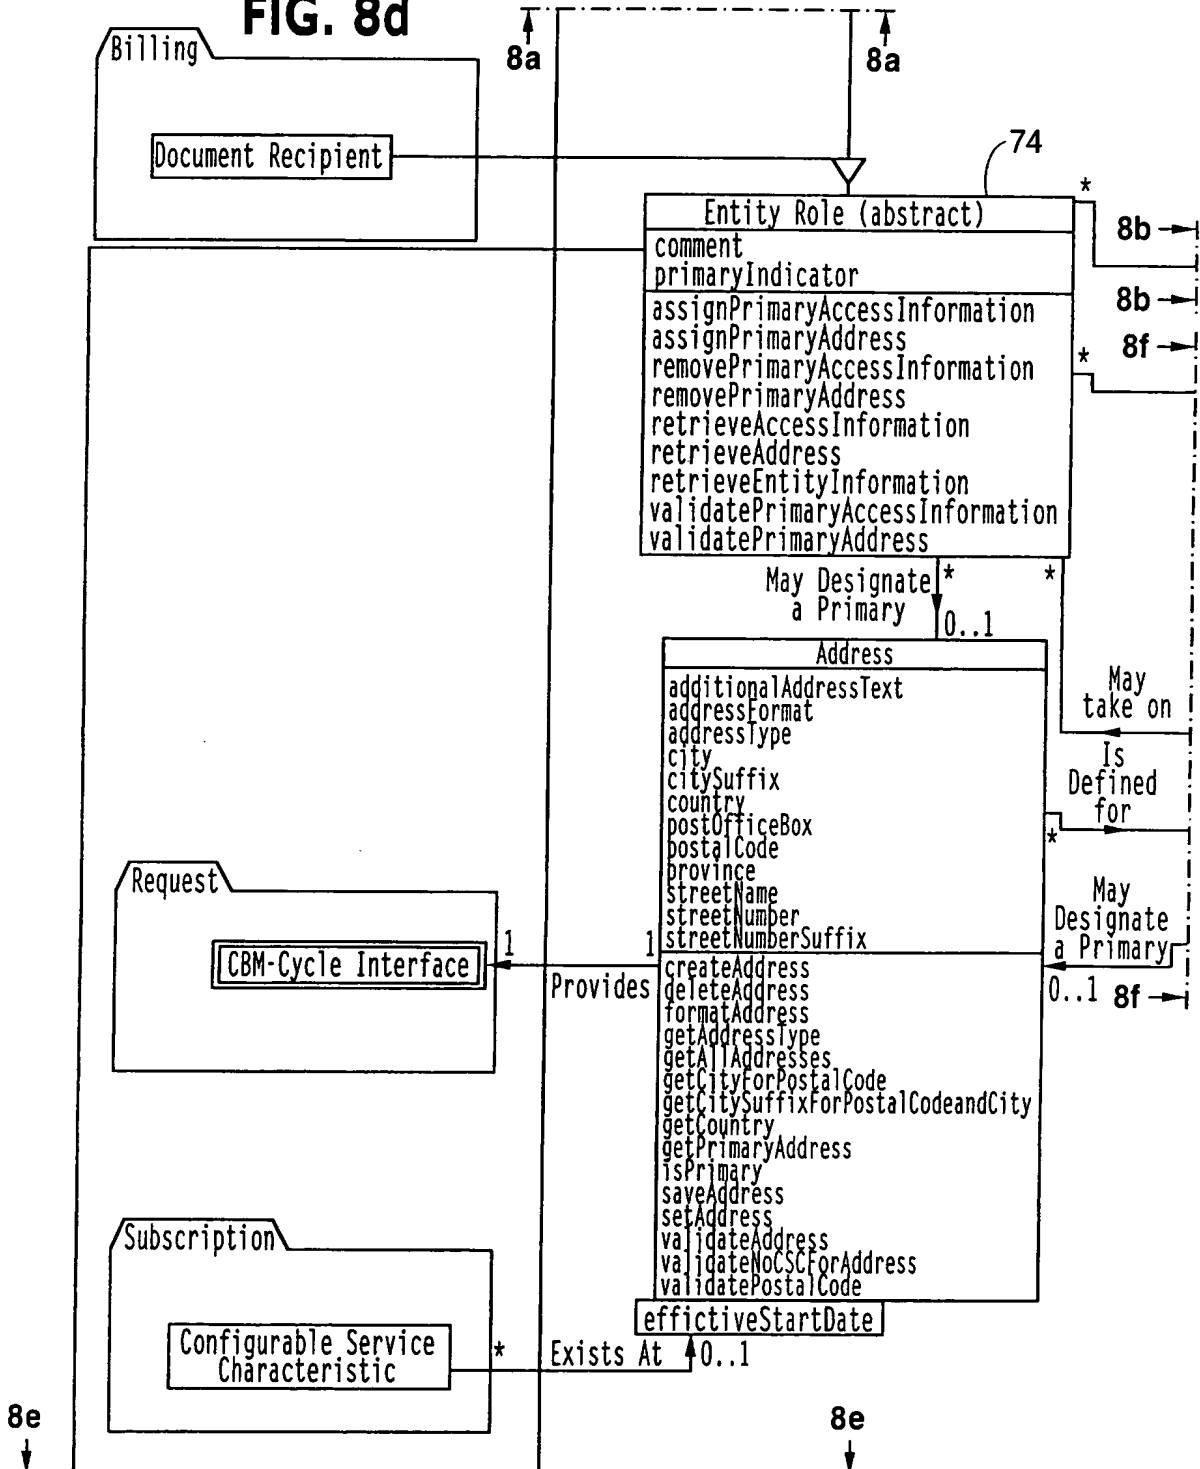 FIG. 8d
8a
8a
Billing
Document Recipient
74
Entity Role (abstract)
comment
primaryIndicator
assignPrimaryAccessInformation
assignPrimaryAddress
removePrimaryAccessInformation
removePrimaryAddress
retrieveAccessInformation
retrieveAddress
retrieveEntityInformation
validatePrimaryAccessInformation
validatePrimaryAddress
*
8b
8b
8f
*
May Designate
a Primary
*
0..1
*
May
take on
Address
additionalAddressText
addressFormat
addressType
city
citySuffix
country
postOfficeBox
postalCode
province
streetName
streetNumber
streetNumberSuffix
createAddress
deleteAddress
formatAddress
getAddressType
getAllAddresses
getCityForPostalCode
getCitySuffixForPostalCodeandCity
getCountry
getPrimaryAddress
isPrimary
saveAddress
setAddress
validateAddress
validateNoCSCForAddress
validatePostalCode
effictiveStartDate
Is
Defined
for
*
May
Designate
a Primary
0..1
8f
Request
CBM-Cycle Interface
1
1
Provides
Subscription
Configurable Service
Characteristic
*
Exists At
0..1
8e
8e